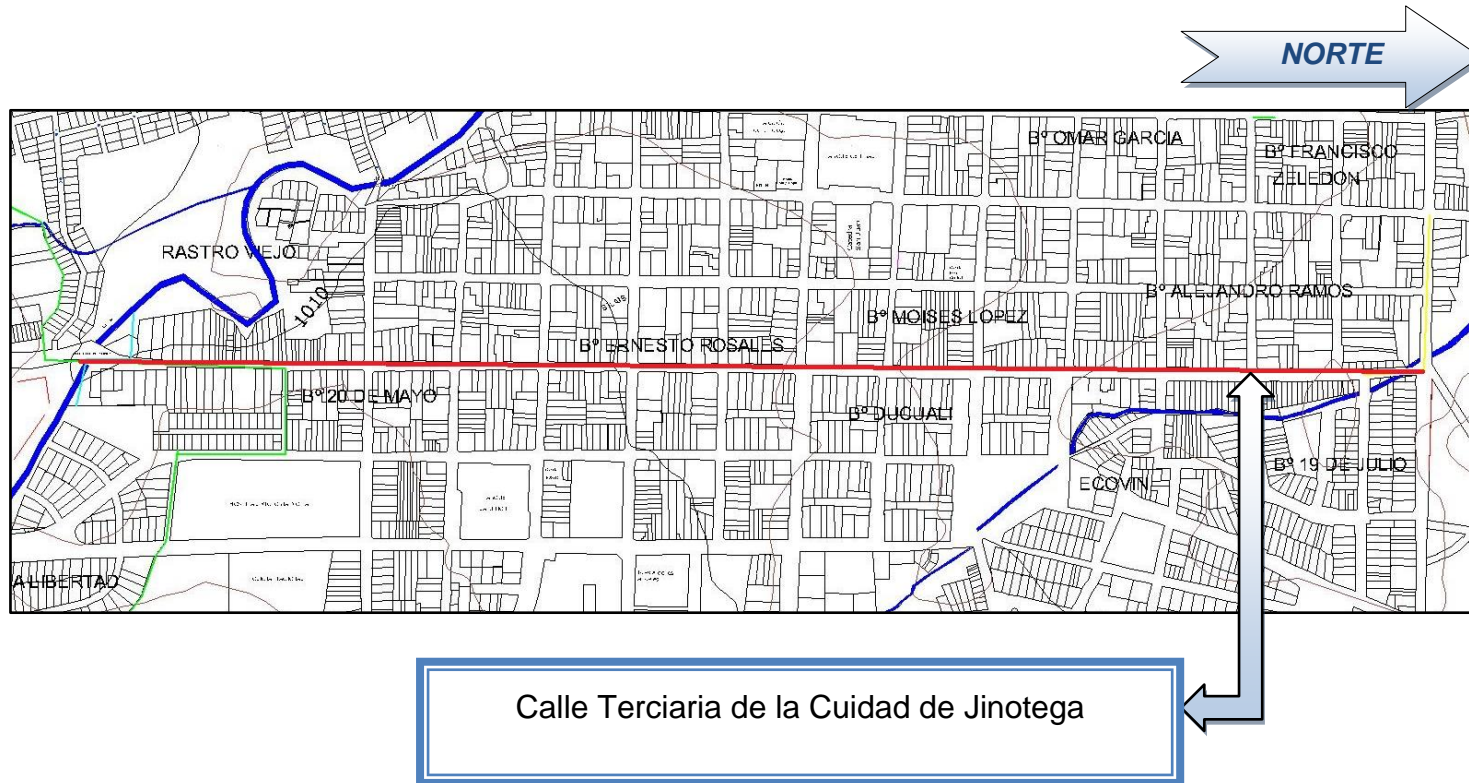 NORTE
Bº OMAR GARCIA
Bº FRANCISCO
ZELEDON
RASTRO VIEJO
1010
Bº ALEJANDRO RAMOS
Bº MOISES LOPEZ
Bº ERNESTO ROSALES
Bº 20 DE MAYO
Bº DUCUALI
Bº 19 DE JULIO
ECOVIN
A LIBERTAD
Calle Terciaria de la Cuidad de Jinotega